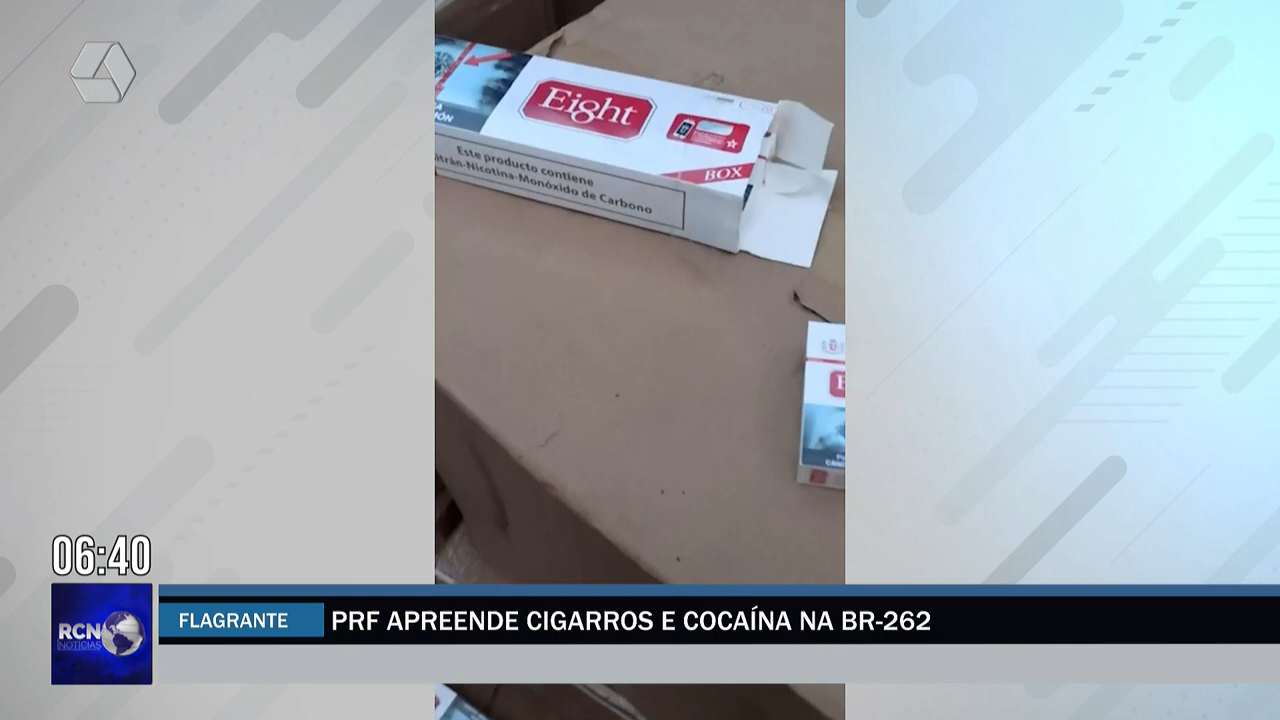 Eight
BOX
Este producto contiene
Nicotina-Monóxido de Carbono
06:40
RCN
NOTÍCIAS
FLAGRANTE
PRF APREENDE CIGARROS E COCAÍNA NA BR-262